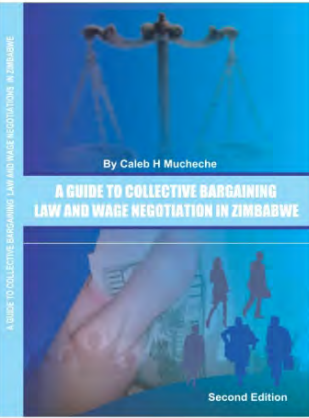 A GUIDE TO COLLECTIVE BARGAINING LAW AND WAGE NEGOTIATIONS IN ZIMBABWE
By Caleb H Mucheche
A GUIDE TO COLLECTIVE BARGAINING
LAW AND WAGE NEGOTIATION IN ZIMBABWE
Second Edition